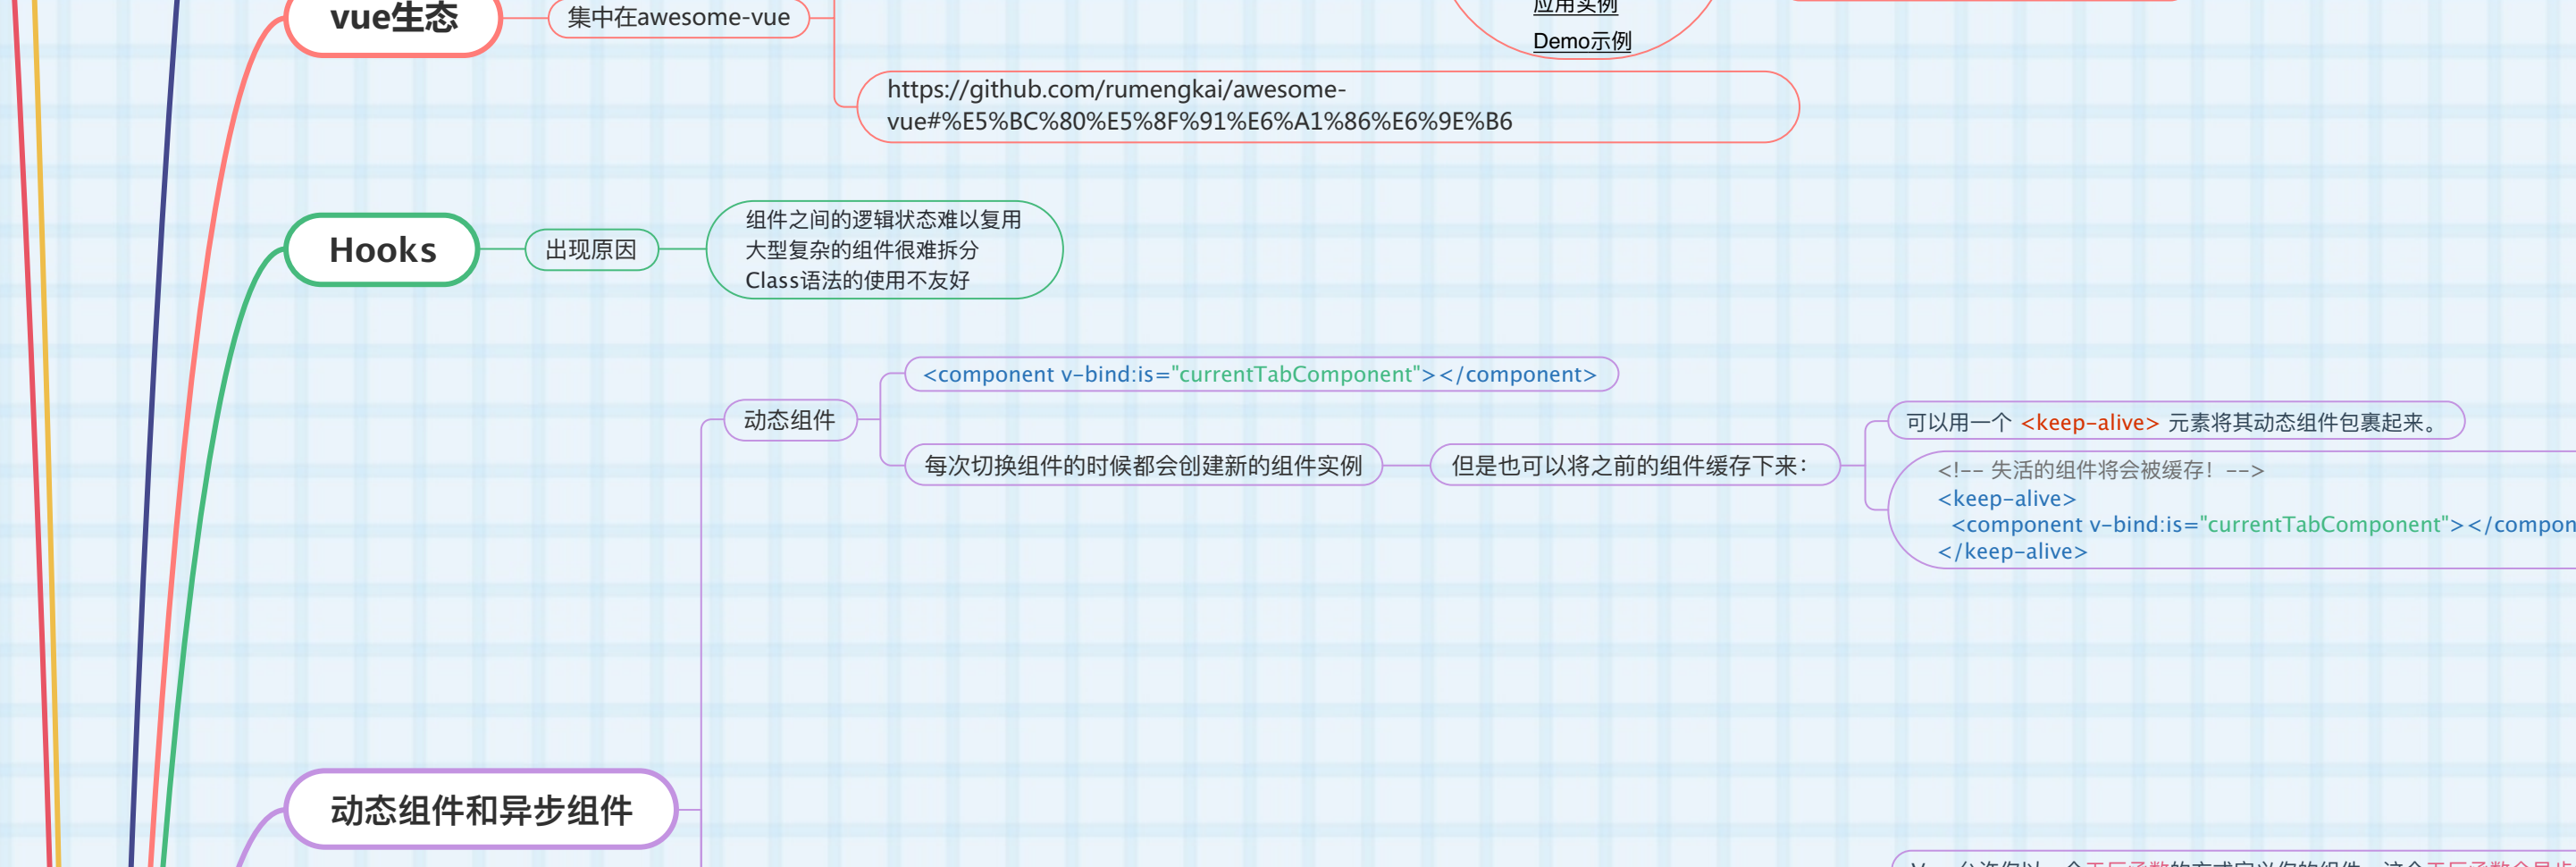 vue生态
集中在awesome-vue
应用实例
Demo示例
https://github.com/rumengkai/awesome-
vue#%E5%BC%80%E5%8F%91%E6%A1%86%E6%9E%B6
Hooks
出现原因
组件之间的逻辑状态难以复用
大型复杂的组件很难拆分
Class语法的使用不友好
动态组件和异步组件
动态组件
<component v-bind:is="currentTabComponent"></component>
每次切换组件的时候都会创建新的组件实例
但是也可以将之前的组件缓存下来：
可以用一个 <keep-alive> 元素将其动态组件包裹起来。
<!-- 失活的组件将会被缓存！-->
<keep-alive>
<component v-bind:is="currentTabComponent"></compon
</keep-alive>